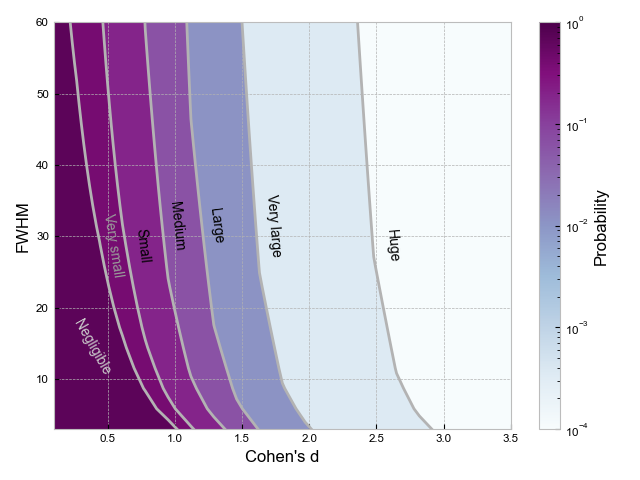 60
50
40
30
20
10
FWHM
0.5
1.0
1.5
2.0
2.5
3.0
3.5
Cohen's d
Negligible
Very small
Small
Medium
Large
Very large
Huge
10⁰
10⁻¹
10⁻²
10⁻³
10⁻⁴
Probability